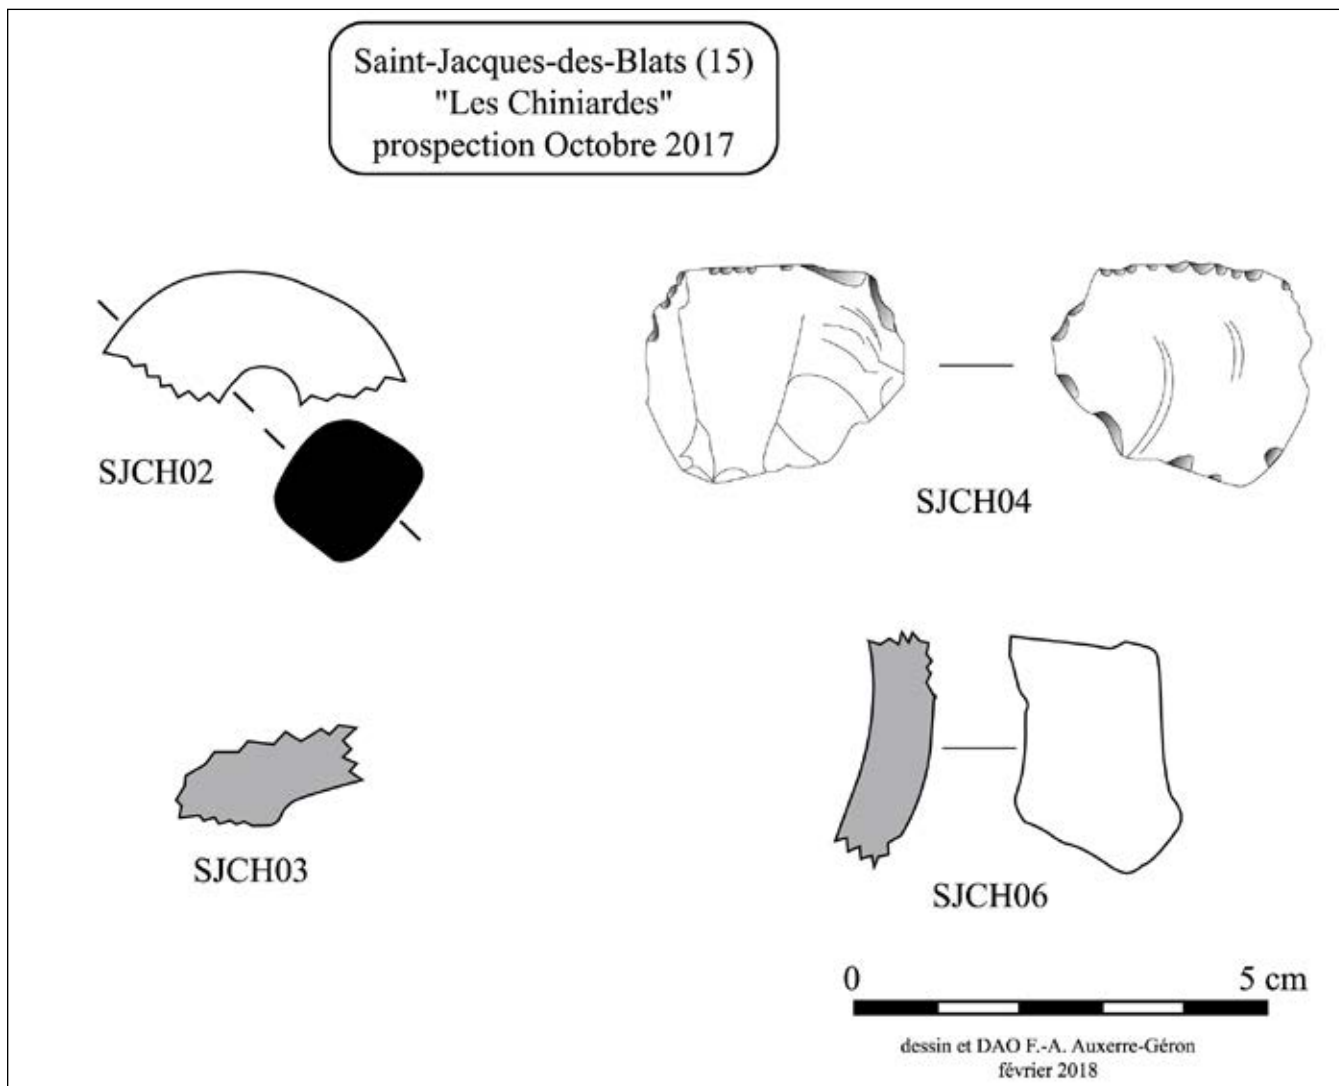 Saint-Jacques-des-Blats (15)
"Les Chiniardes"
prospection Octobre 2017
SJCH02
SJCH04
SJCH03
SJCH06
0 5 cm
dessin et DAO F.-A. Auxerre-Géron
février 2018